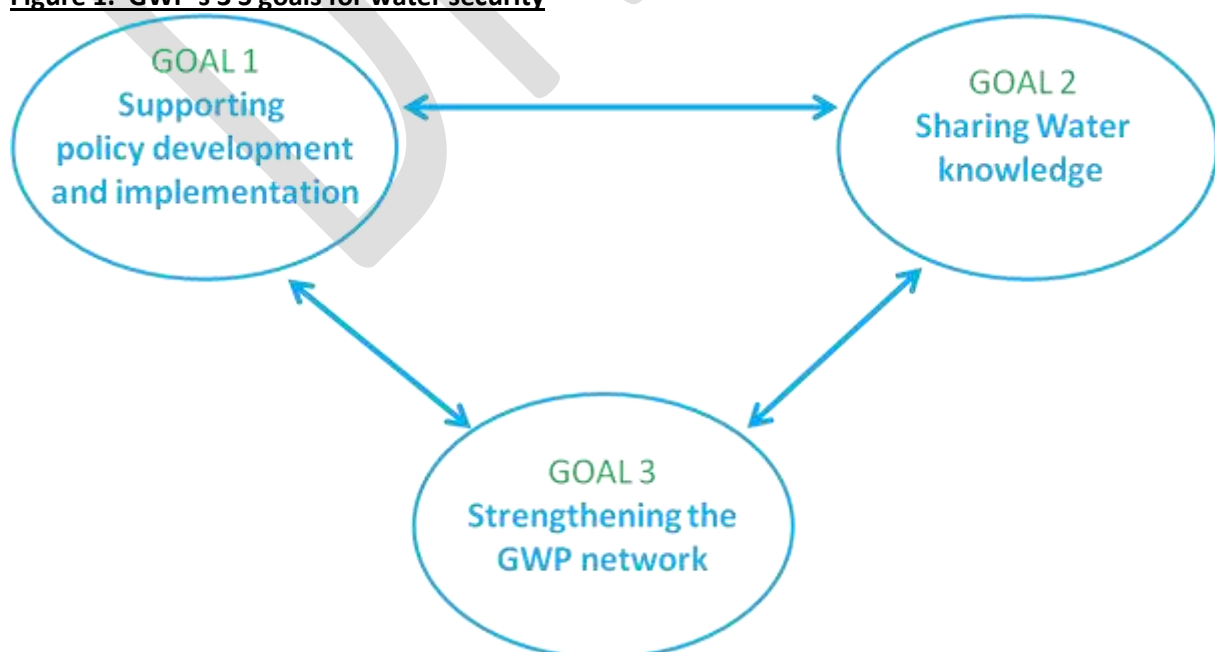 Figure 1: GWP's goals for water security
GOAL 1
Supporting
policy development
and implementation
GOAL 2
Sharing Water
knowledge
GOAL 3
Strengthening the
GWP network